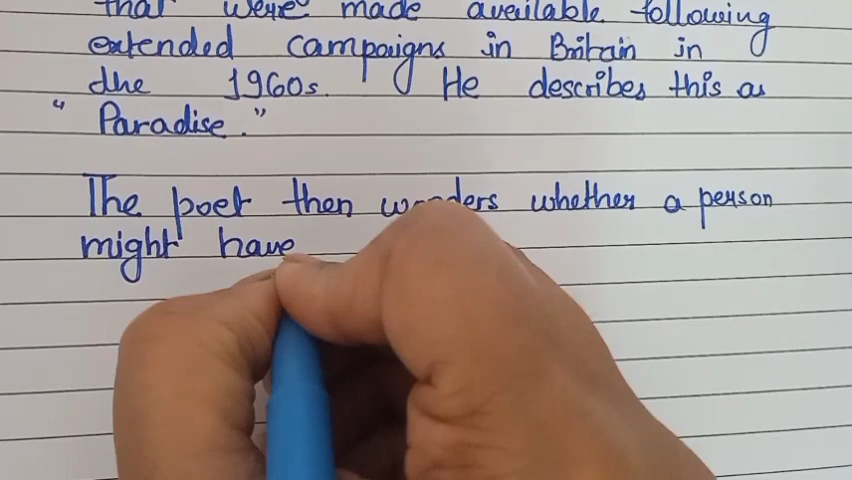 that were made available following
extended campaigns in Britain in
the 1960s. He describes this as
"Paradise."
The poet then wonders whether a person
might have